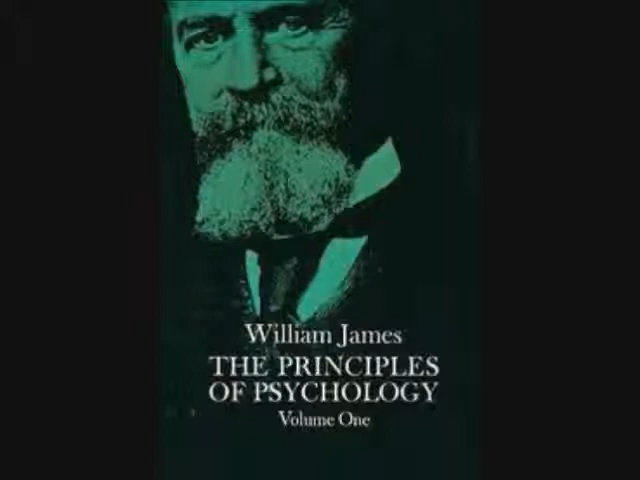 William James
THE PRINCIPLES
OF PSYCHOLOGY
Volume One